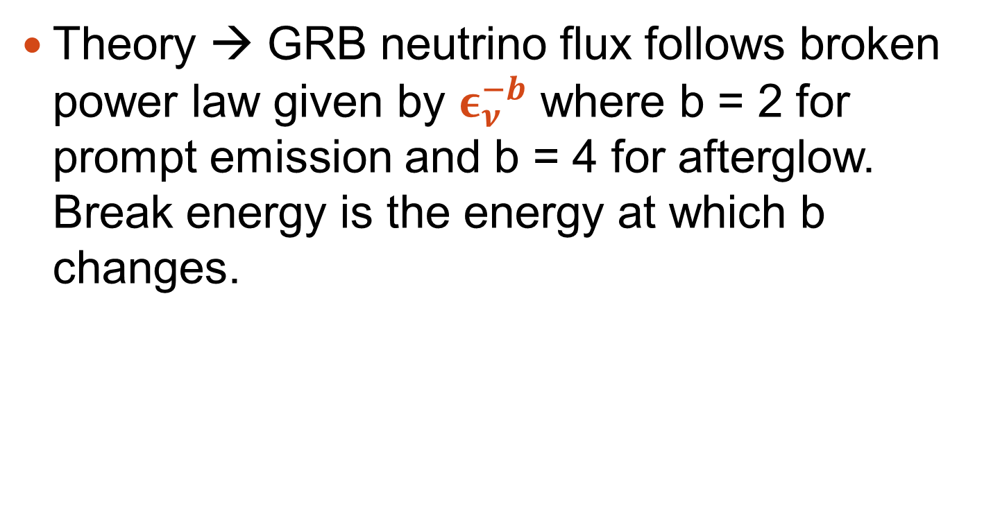 • Theory → GRB neutrino flux follows broken
power law given by $\epsilon_{\nu}^{-b}$ where b = 2 for
prompt emission and b = 4 for afterglow.
Break energy is the energy at which b
changes.